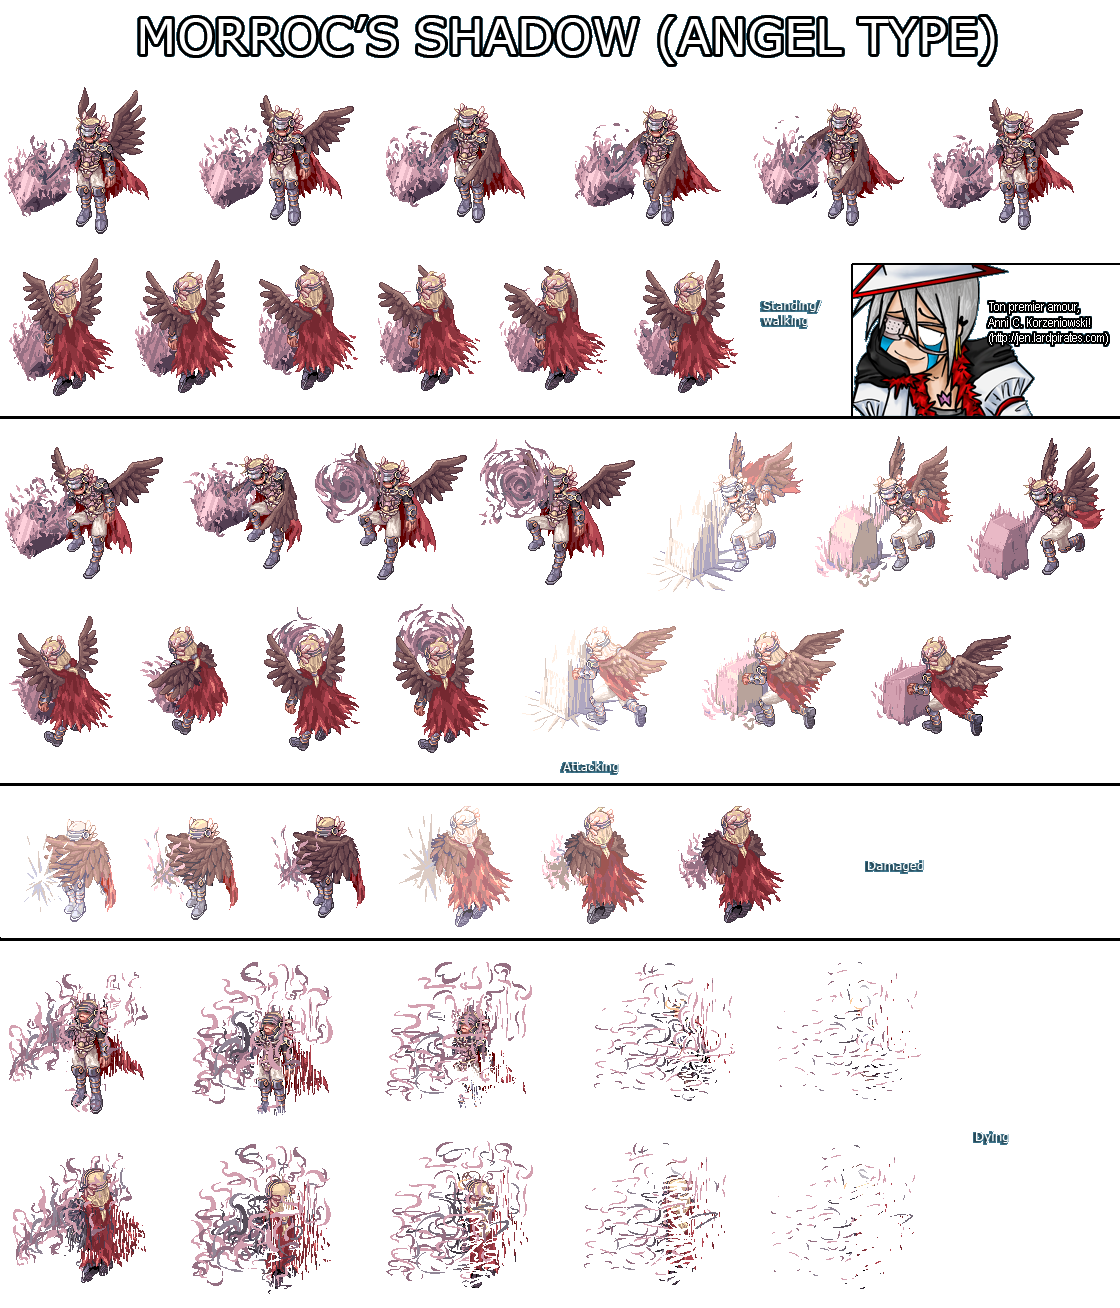 MORROC'S SHADOW (ANGEL TYPE)
Standing/
walking
Ton premier amour,
Anni C. Korzeniowski!
(http://jen.lardpirates.com)
Attacking
Damaged
Dying